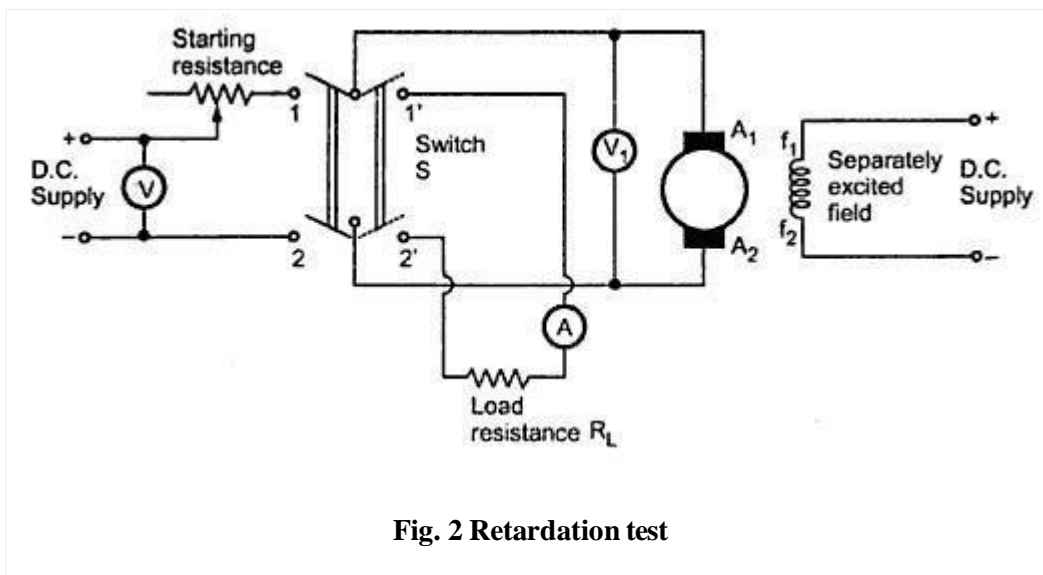 Starting
resistance
1
1'
+
D.C.
Supply
V
−
2
2'
Switch
S
V1
A1
A2
f1
f2
Separately
excited
field
+
D.C.
Supply
−
A
Load
resistance RL
Fig. 2 Retardation test